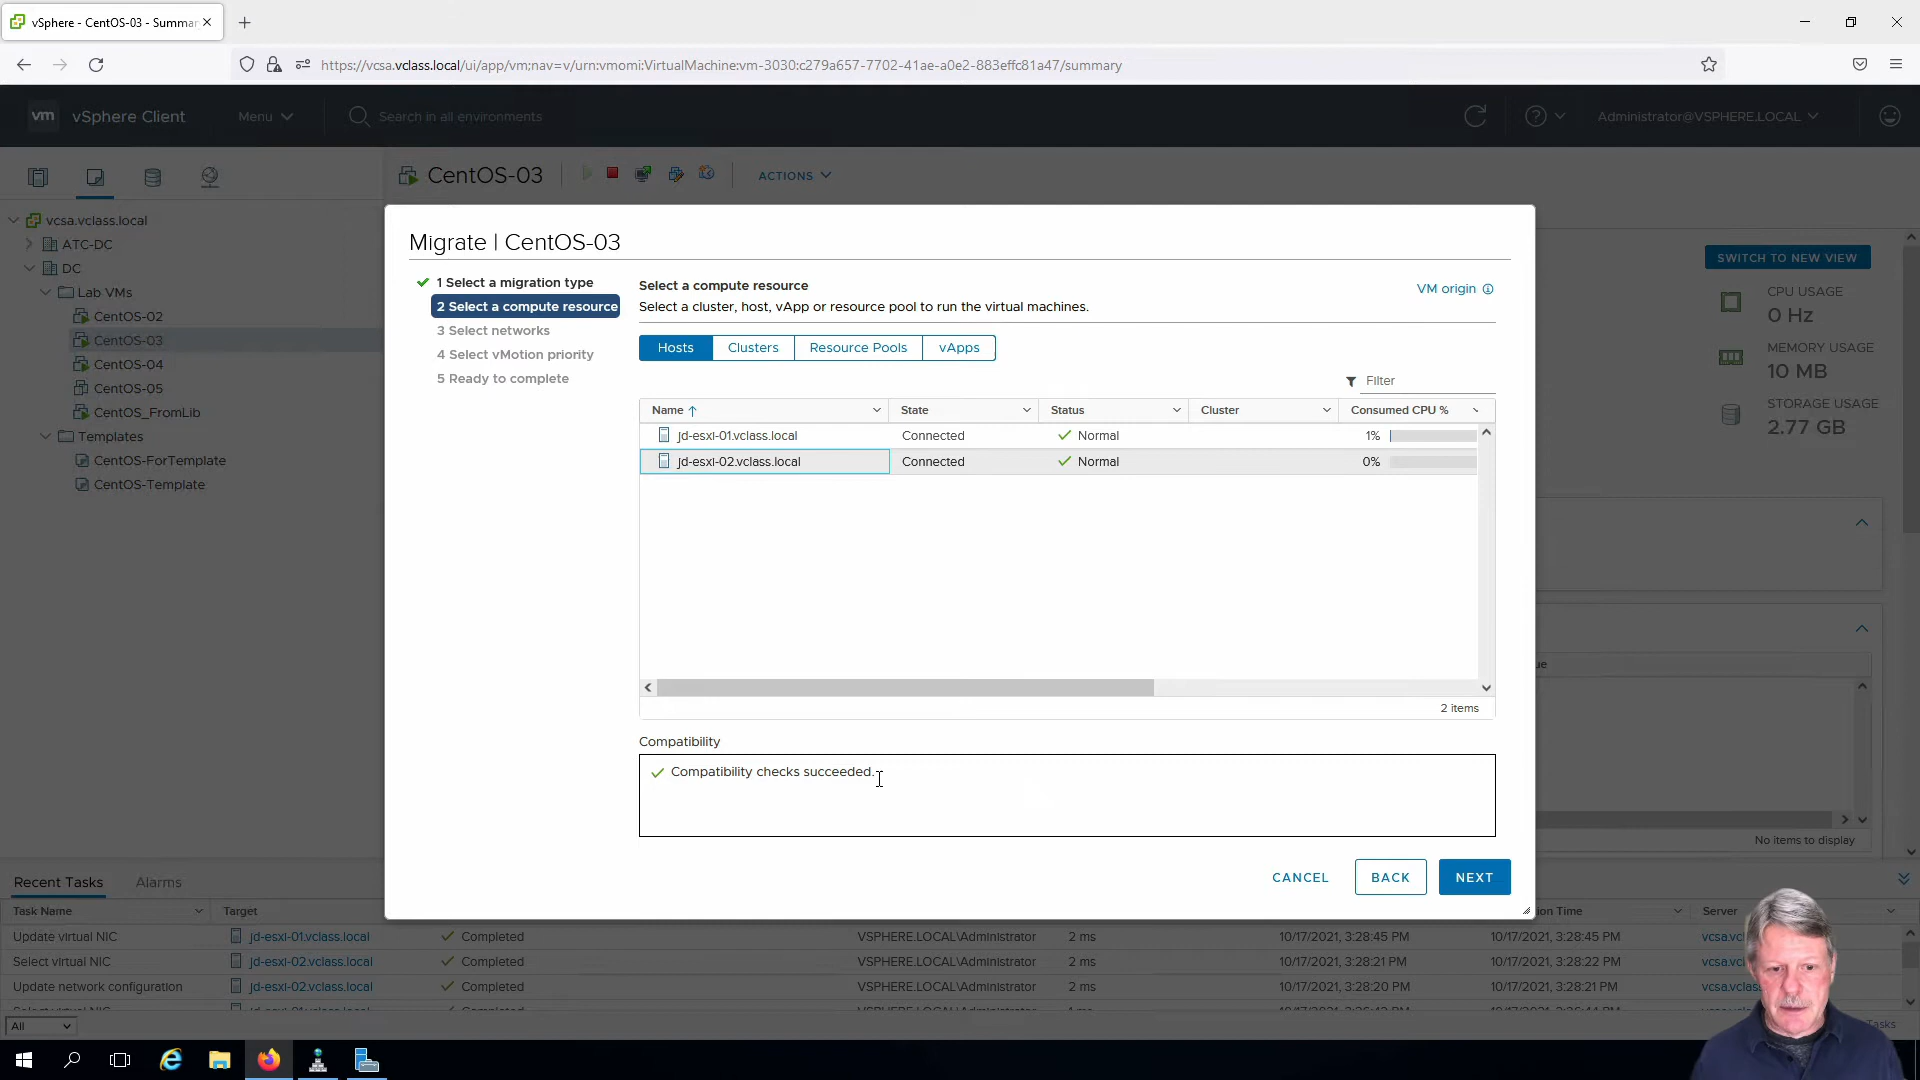 vSphere - CentOS-03 - Summar
https://vcsa.vclass.local/ui/app/vm;nav=v/urn:vmomi:VirtualMachine:vm-3030:c279a657-7702-41ae-a0e2-883effc81a47/summary
vm vSphere Client Menu Search in all environments Administrator@VSPHERE.LOCAL
CentOS-03 ACTIONS
vcsa.vclass.local
ATC-DC
DC
Lab VMs
CentOS-02
CentOS-03
CentOS-04
CentOS-05
CentOS_FromLib
Templates
CentOS-ForTemplate
CentOS-Template
Migrate | CentOS-03
1 Select a migration type
2 Select a compute resource
3 Select networks
4 Select vMotion priority
5 Ready to complete
Select a compute resource
VM origin
Select a cluster, host, vApp or resource pool to run the virtual machines.
Hosts Clusters Resource Pools vApps
Filter
Name State Status Cluster Consumed CPU %
jd-esxi-01.vclass.local Connected Normal 1%
jd-esxi-02.vclass.local Connected Normal 0%
2 items
Compatibility
Compatibility checks succeeded.
CANCEL BACK NEXT
SWITCH TO NEW VIEW
CPU USAGE
0 Hz
MEMORY USAGE
10 MB
STORAGE USAGE
2.77 GB
ue
No items to display
Recent Tasks Alarms
Task Name Target ion Time Server
Update virtual NIC jd-esxi-01.vclass.local Completed VSPHERE.LOCAL\Administrator 2 ms 10/17/2021, 3:28:45 PM 10/17/2021, 3:28:45 PM vcsa.vcl
Select virtual NIC jd-esxi-02.vclass.local Completed VSPHERE.LOCAL\Administrator 2 ms 10/17/2021, 3:28:21 PM 10/17/2021, 3:28:22 PM vcsa.vcl
Update network configuration jd-esxi-02.vclass.local Completed VSPHERE.LOCAL\Administrator 2 ms 10/17/2021, 3:28:20 PM 10/17/2021, 3:28:21 PM vcsa.vclas
All Tasks